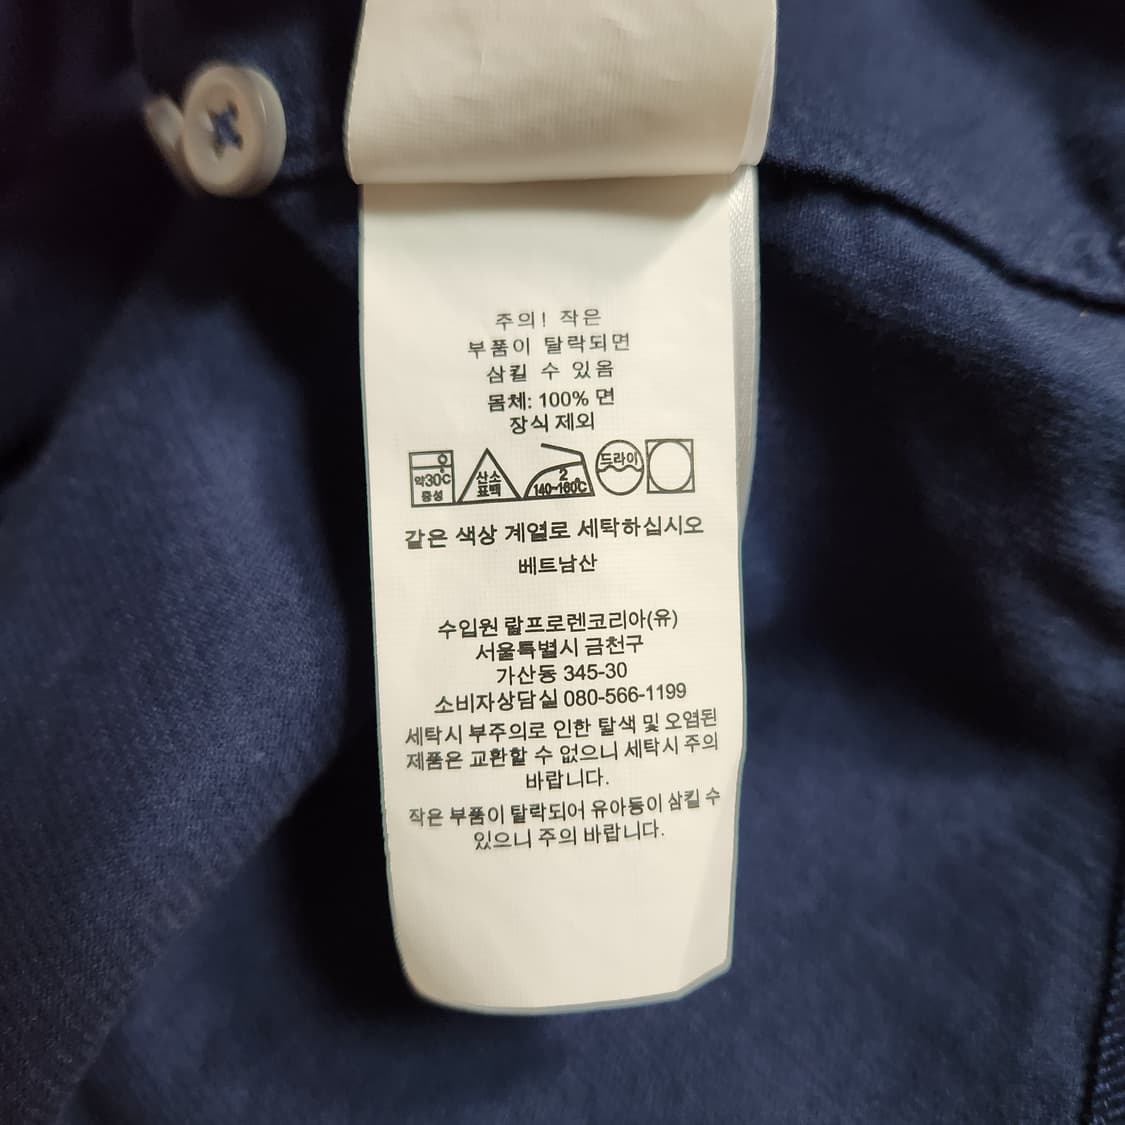 주의! 작은
부품이 탈락되면
삼킬 수 있음
몸체: 100% 면
장식 제외
약30℃
중성
산소
표백
2
140~160℃
드라이
같은 색상 계열로 세탁하십시오
베트남산
수입원 랄프로렌코리아(유)
서울특별시 금천구
가산동 345-30
소비자상담실 080-566-1199
세탁시 부주의로 인한 탈색 및 오염된
제품은 교환할 수 없으니 세탁시 주의
바랍니다.
작은 부품이 탈락되어 유아등이 삼킬 수
있으니 주의 바랍니다.